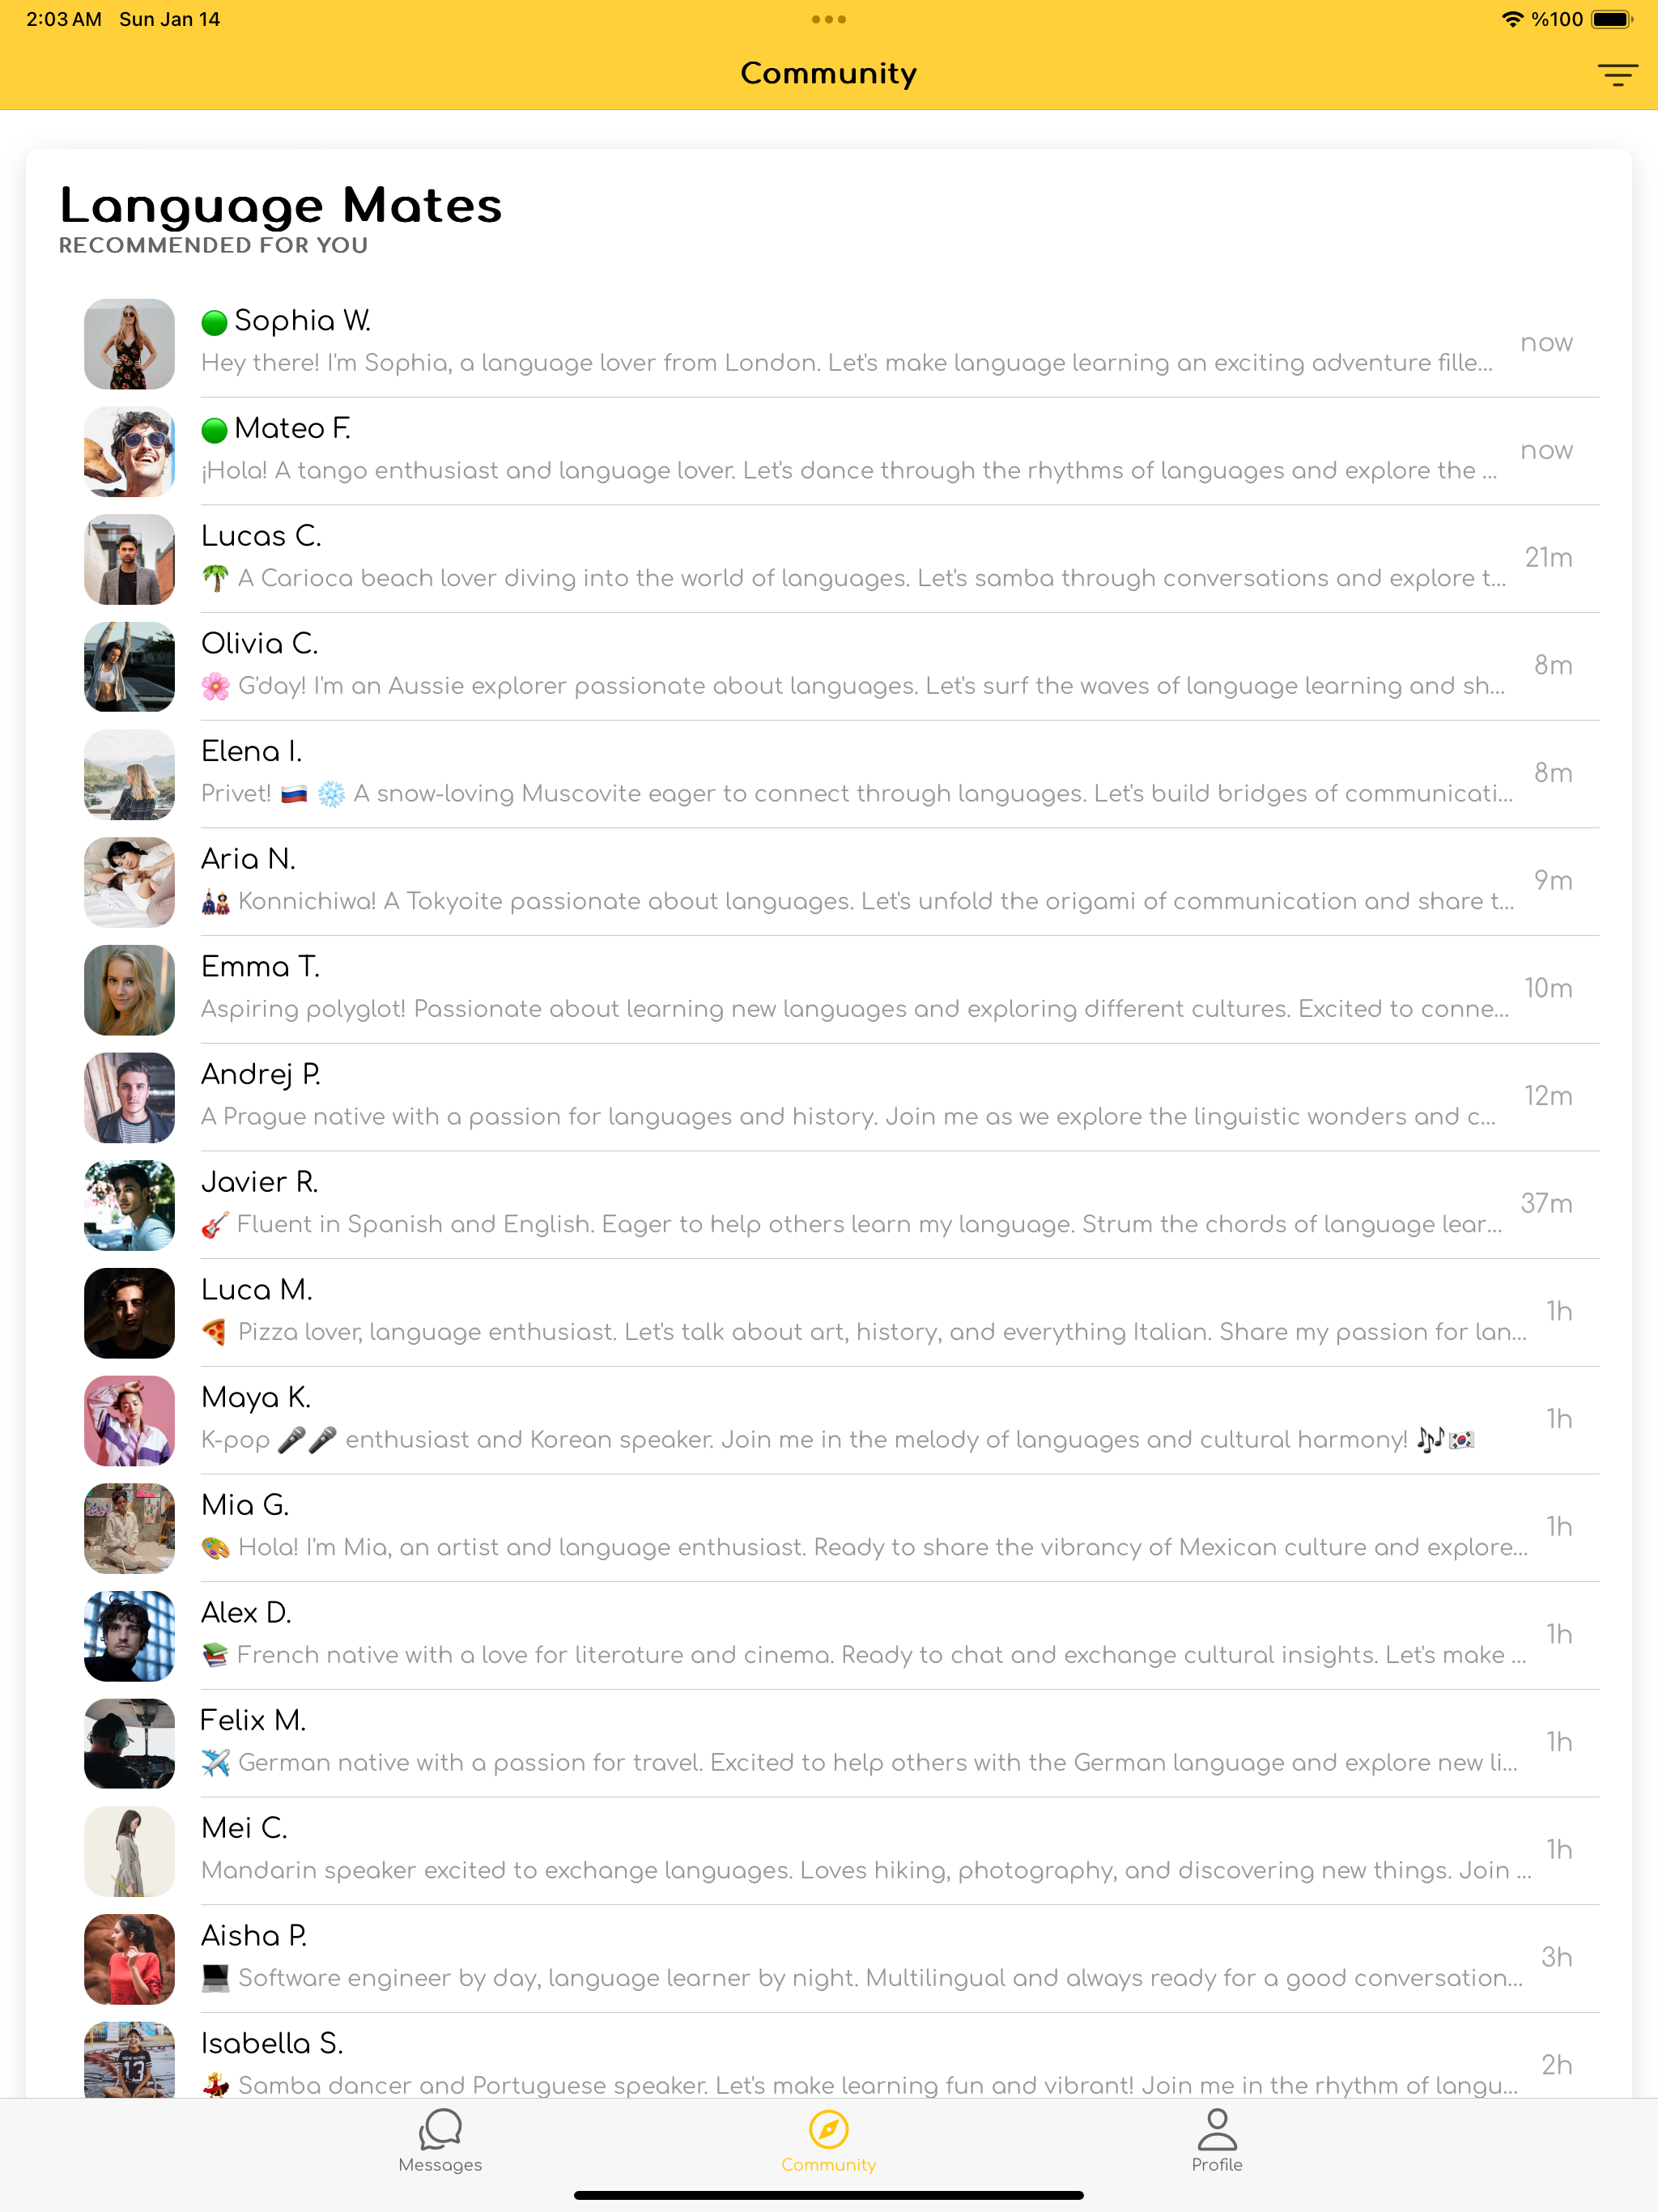 2:03 AM Sun Jan 14
%100
Community
Language Mates
RECOMMENDED FOR YOU
Sophia W.
Hey there! I'm Sophia, a language lover from London. Let's make language learning an exciting adventure fille...
now
Mateo F.
¡Hola! A tango enthusiast and language lover. Let's dance through the rhythms of languages and explore the ...
now
Lucas C.
🌴 A Carioca beach lover diving into the world of languages. Let's samba through conversations and explore t...
21m
Olivia C.
🌸 G'day! I'm an Aussie explorer passionate about languages. Let's surf the waves of language learning and sh...
8m
Elena I.
Privet! 🇷🇺 ❄️ A snow-loving Muscovite eager to connect through languages. Let's build bridges of communicati...
8m
Aria N.
🎎 Konnichiwa! A Tokyoite passionate about languages. Let's unfold the origami of communication and share t...
9m
Emma T.
Aspiring polyglot! Passionate about learning new languages and exploring different cultures. Excited to conne...
10m
Andrej P.
A Prague native with a passion for languages and history. Join me as we explore the linguistic wonders and c...
12m
Javier R.
🎸 Fluent in Spanish and English. Eager to help others learn my language. Strum the chords of language lear...
37m
Luca M.
🍕 Pizza lover, language enthusiast. Let's talk about art, history, and everything Italian. Share my passion for lan...
1h
Maya K.
K-pop 🎤🎤 enthusiast and Korean speaker. Join me in the melody of languages and cultural harmony! 🎶🇰🇷
1h
Mia G.
🎨 Hola! I'm Mia, an artist and language enthusiast. Ready to share the vibrancy of Mexican culture and explore...
1h
Alex D.
📚 French native with a love for literature and cinema. Ready to chat and exchange cultural insights. Let's make ...
1h
Felix M.
✈️ German native with a passion for travel. Excited to help others with the German language and explore new li...
1h
Mei C.
Mandarin speaker excited to exchange languages. Loves hiking, photography, and discovering new things. Join ...
1h
Aisha P.
💻 Software engineer by day, language learner by night. Multilingual and always ready for a good conversation...
3h
Isabella S.
💃 Samba dancer and Portuguese speaker. Let's make learning fun and vibrant! Join me in the rhythm of langu...
2h
13
Messages
Community
Profile